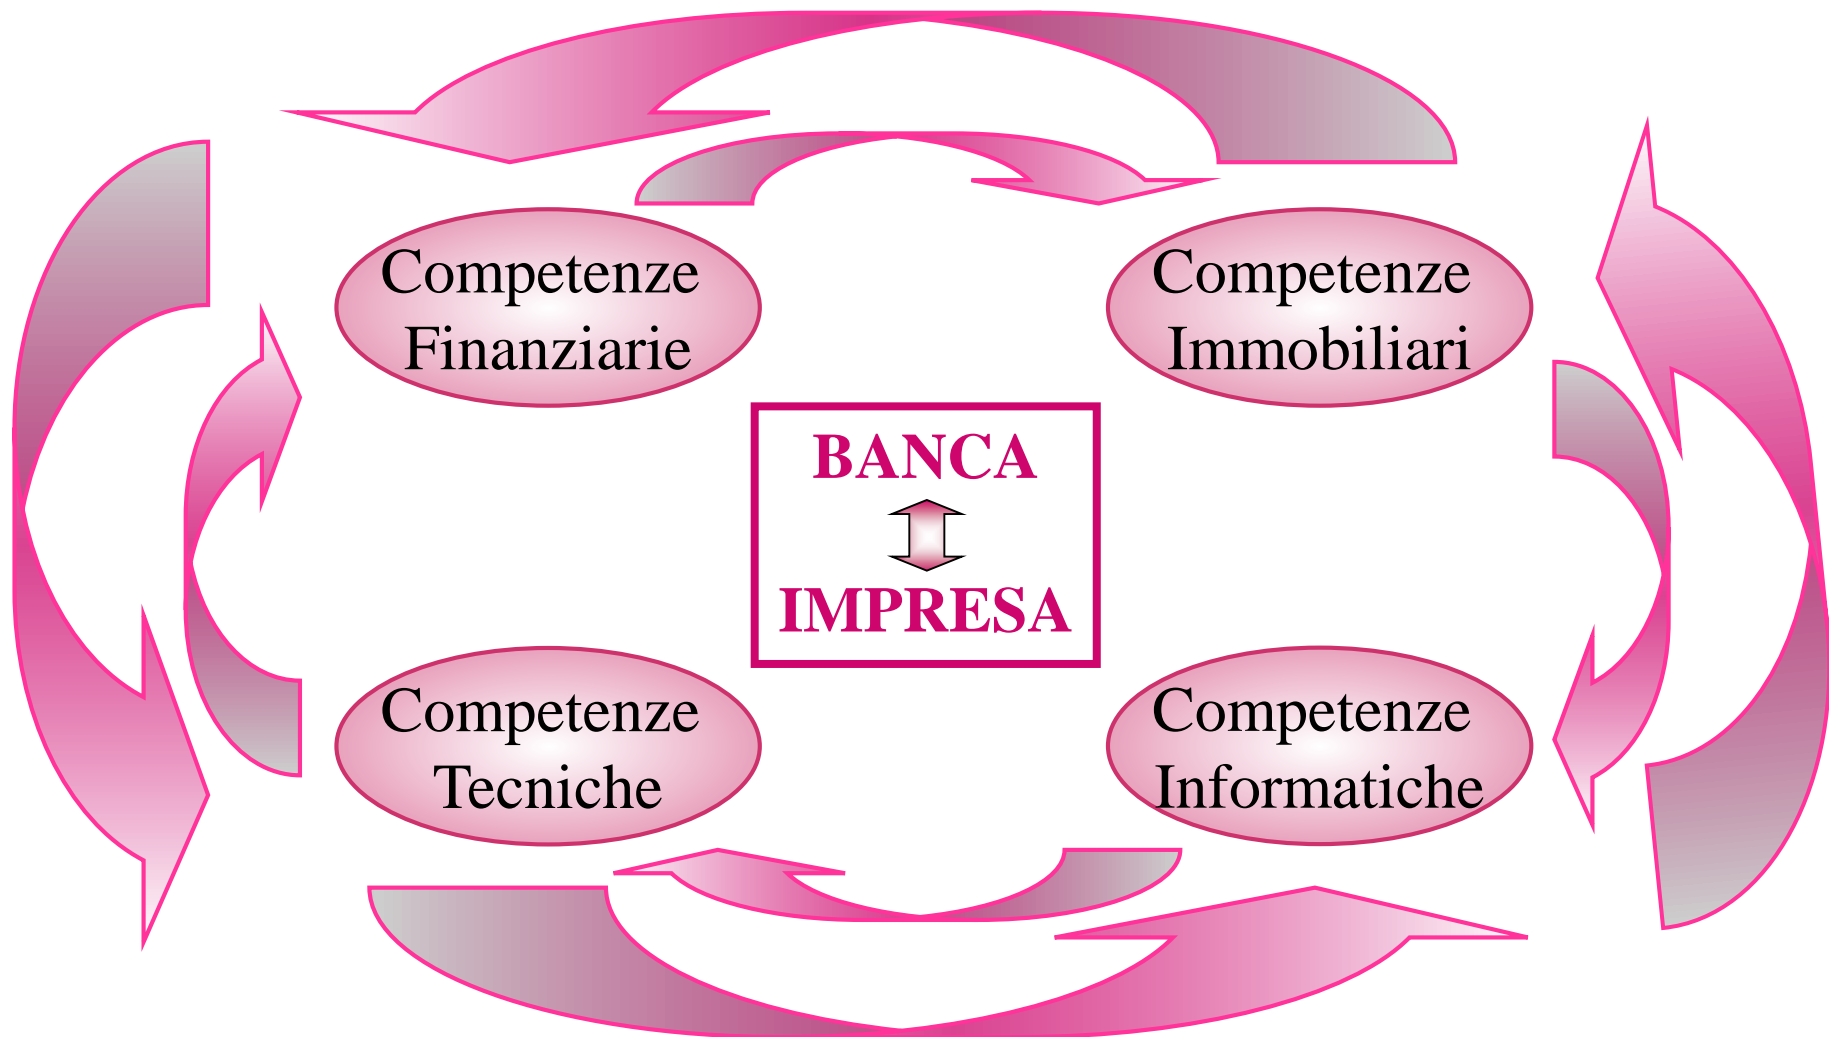 Competenze
Finanziarie
Competenze
Immobiliari
BANCA
IMPRESA
Competenze
Tecniche
Competenze
Informatiche